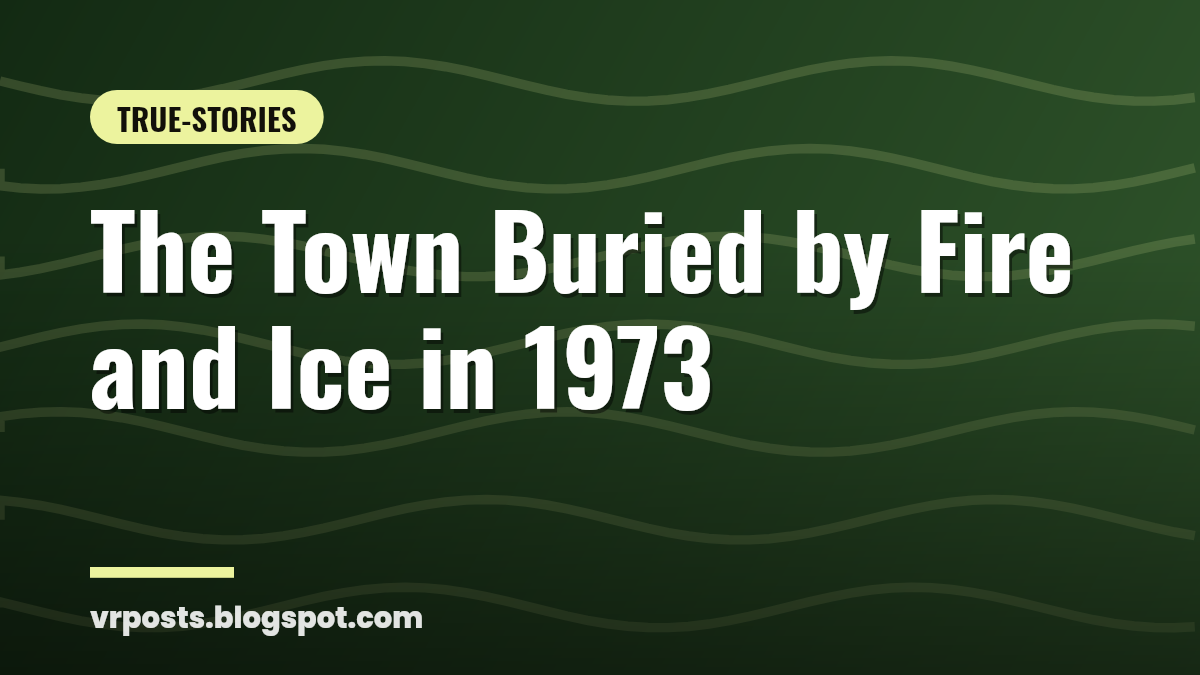 TRUE-STORIES
The Town Buried by Fire
and Ice in 1973
vrposts.blogspot.com